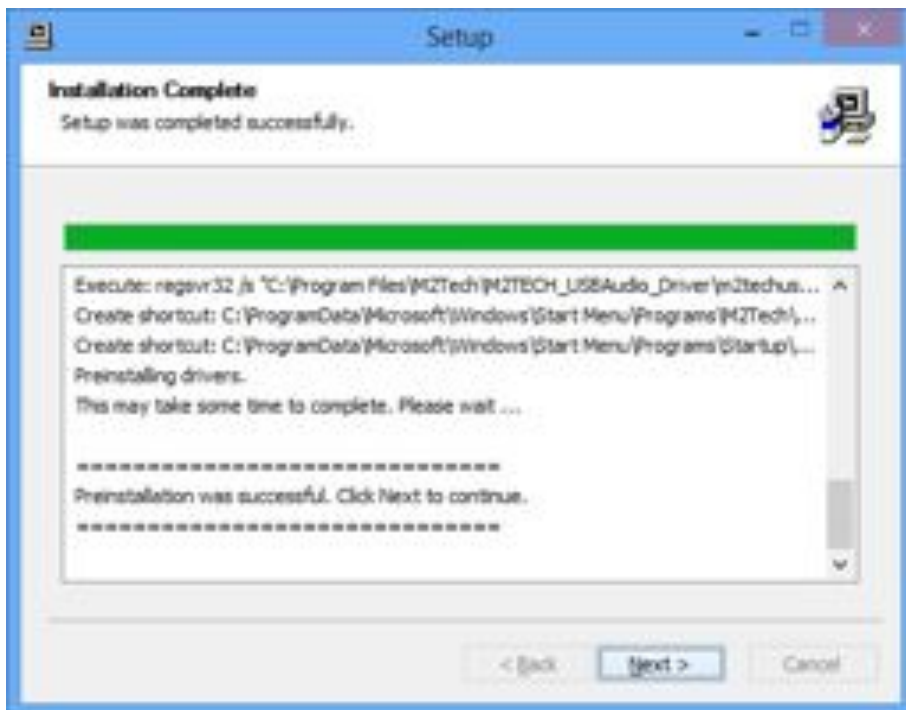 Setup
Installation Complete
Setup was completed successfully.
Execute: regsvr32 /s "C:\Program Files\M2Tech\M2TECH_USBAudio_Driver\m2techus...
Create shortcut: C:\ProgramData\Microsoft\Windows\Start Menu\Programs\M2Tech\,...
Create shortcut: C:\ProgramData\Microsoft\Windows\Start Menu\Programs\Startup\,...
Preinstalling drivers.
This may take some time to complete. Please wait ...
==============================
Preinstallation was successful. Click Next to continue.
==============================
< Back Next > Cancel